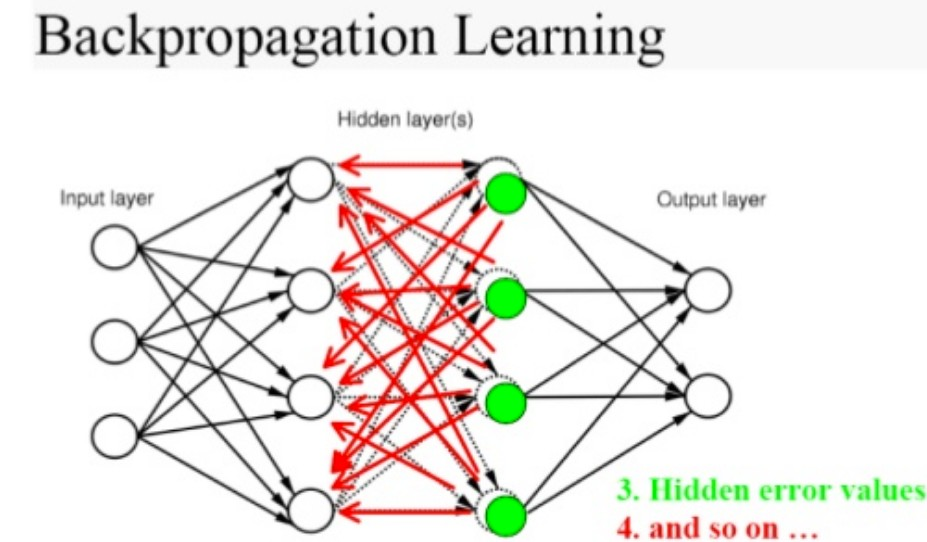 Backpropagation Learning
Hidden layer(s)
Input layer
Output layer
3. Hidden error values
4. and so on ...